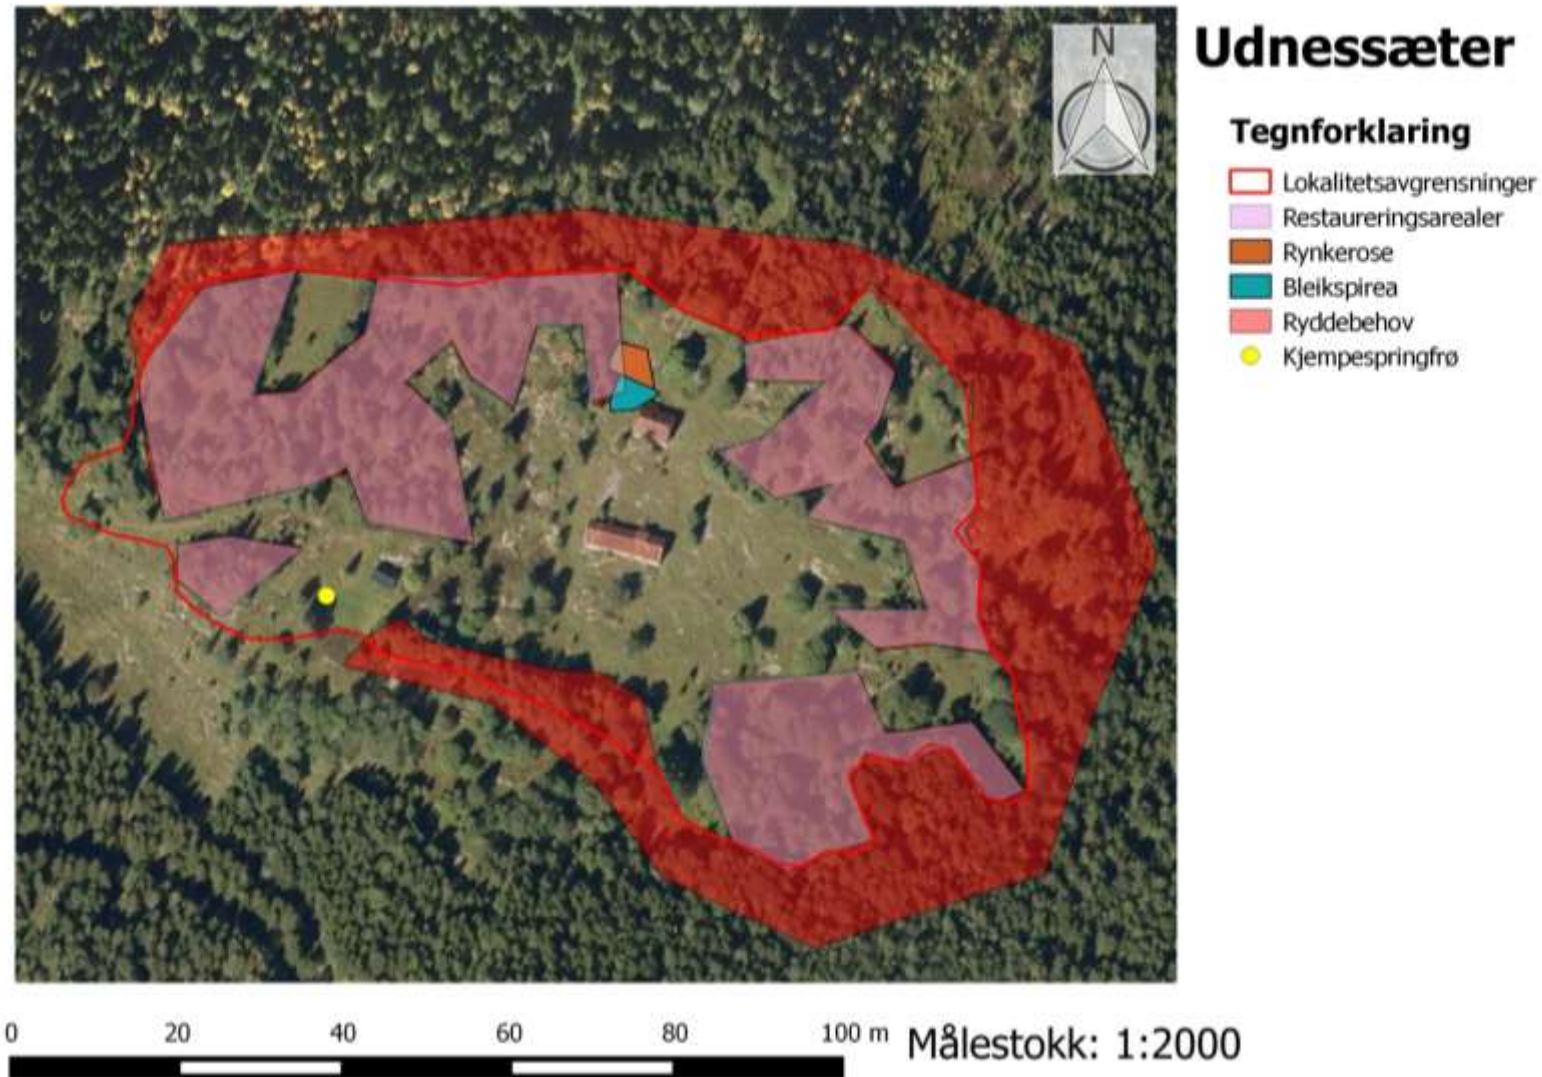 N
Udnessæter
Tegnforklaring
Lokalitetsavgrensninger
Restaureringsarealer
Rynkerose
Bleikspirea
Ryddebehov
Kjempespringfrø
0 20 40 60 80 100 m
Målestokk: 1:2000